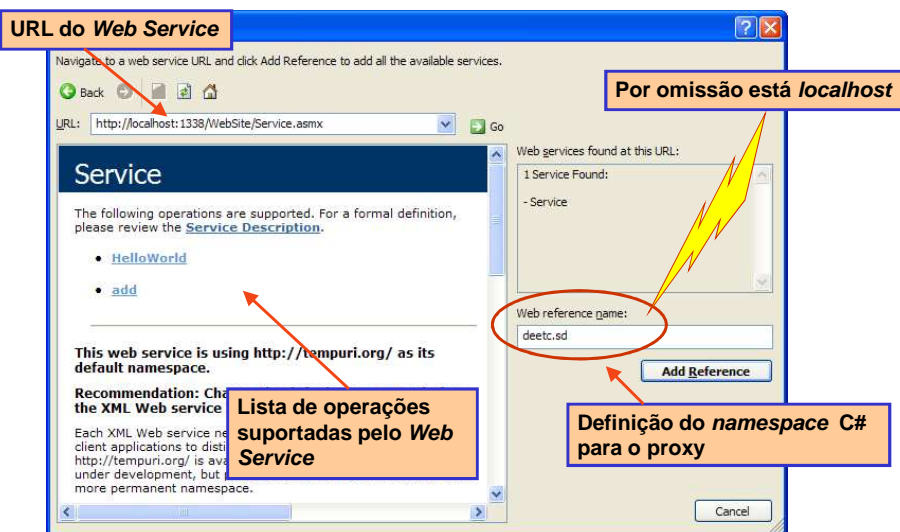 URL do Web Service
Navigate to a web service URL and click Add Reference to add all the available services.
Back
Por omissão está localhost
URL: http://localhost:1338/WebSite/Service.asmx
Go
Web services found at this URL:
1 Service Found:
- Service
Service
The following operations are supported. For a formal definition,
please review the Service Description.
• HelloWorld
• add
Web reference name:
deetc.sd
Add Reference
This web service is using http://tempuri.org/ as its
default namespace.
Recommendation:
the XML Web service
Each XML Web service
client applications to
http://tempuri.org/ is
under development, but
more permanent namespace.
Lista de operações
suportadas pelo Web
Service
Definição do namespace C#
para o proxy
Cancel